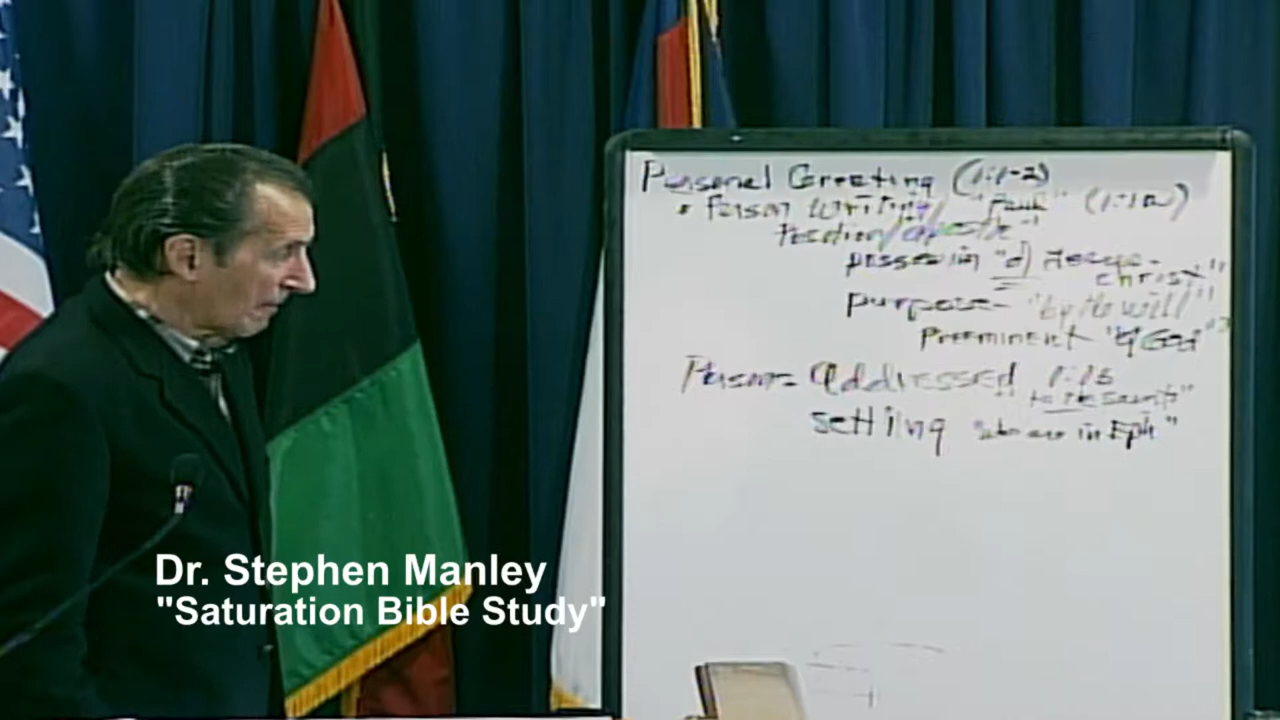 Personal Greeting (1:1-2)
• Person Writing/ "Paul" (1:1a)
Position/apostle"
"of Jesus
Christ"
purpose- "by the will"
Preeminent "of God"
Persons Addressed 1:1b
to the saints"
setting "who are in Eph"
Dr. Stephen Manley
"Saturation Bible Study"